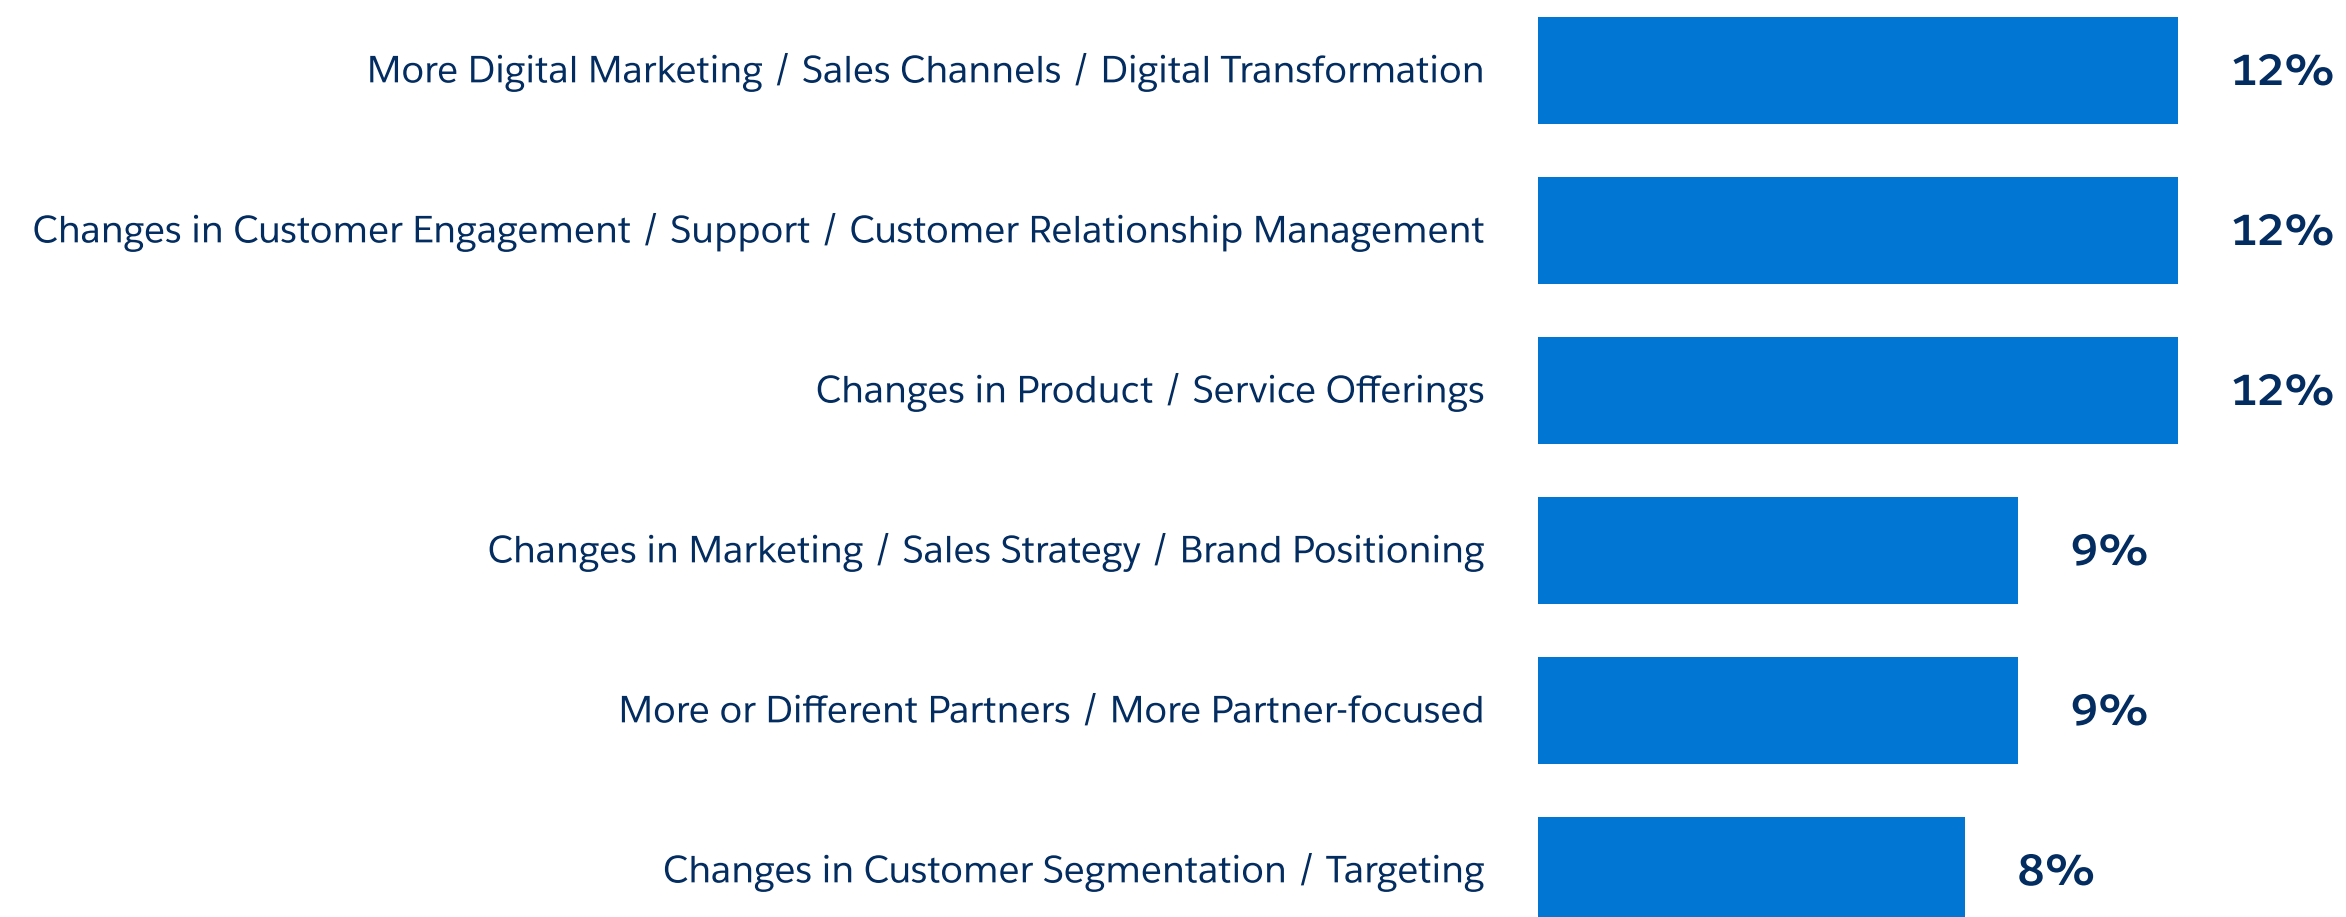 More Digital Marketing / Sales Channels / Digital Transformation 12%
Changes in Customer Engagement / Support / Customer Relationship Management 12%
Changes in Product / Service Offerings 12%
Changes in Marketing / Sales Strategy / Brand Positioning 9%
More or Different Partners / More Partner-focused 9%
Changes in Customer Segmentation / Targeting 8%